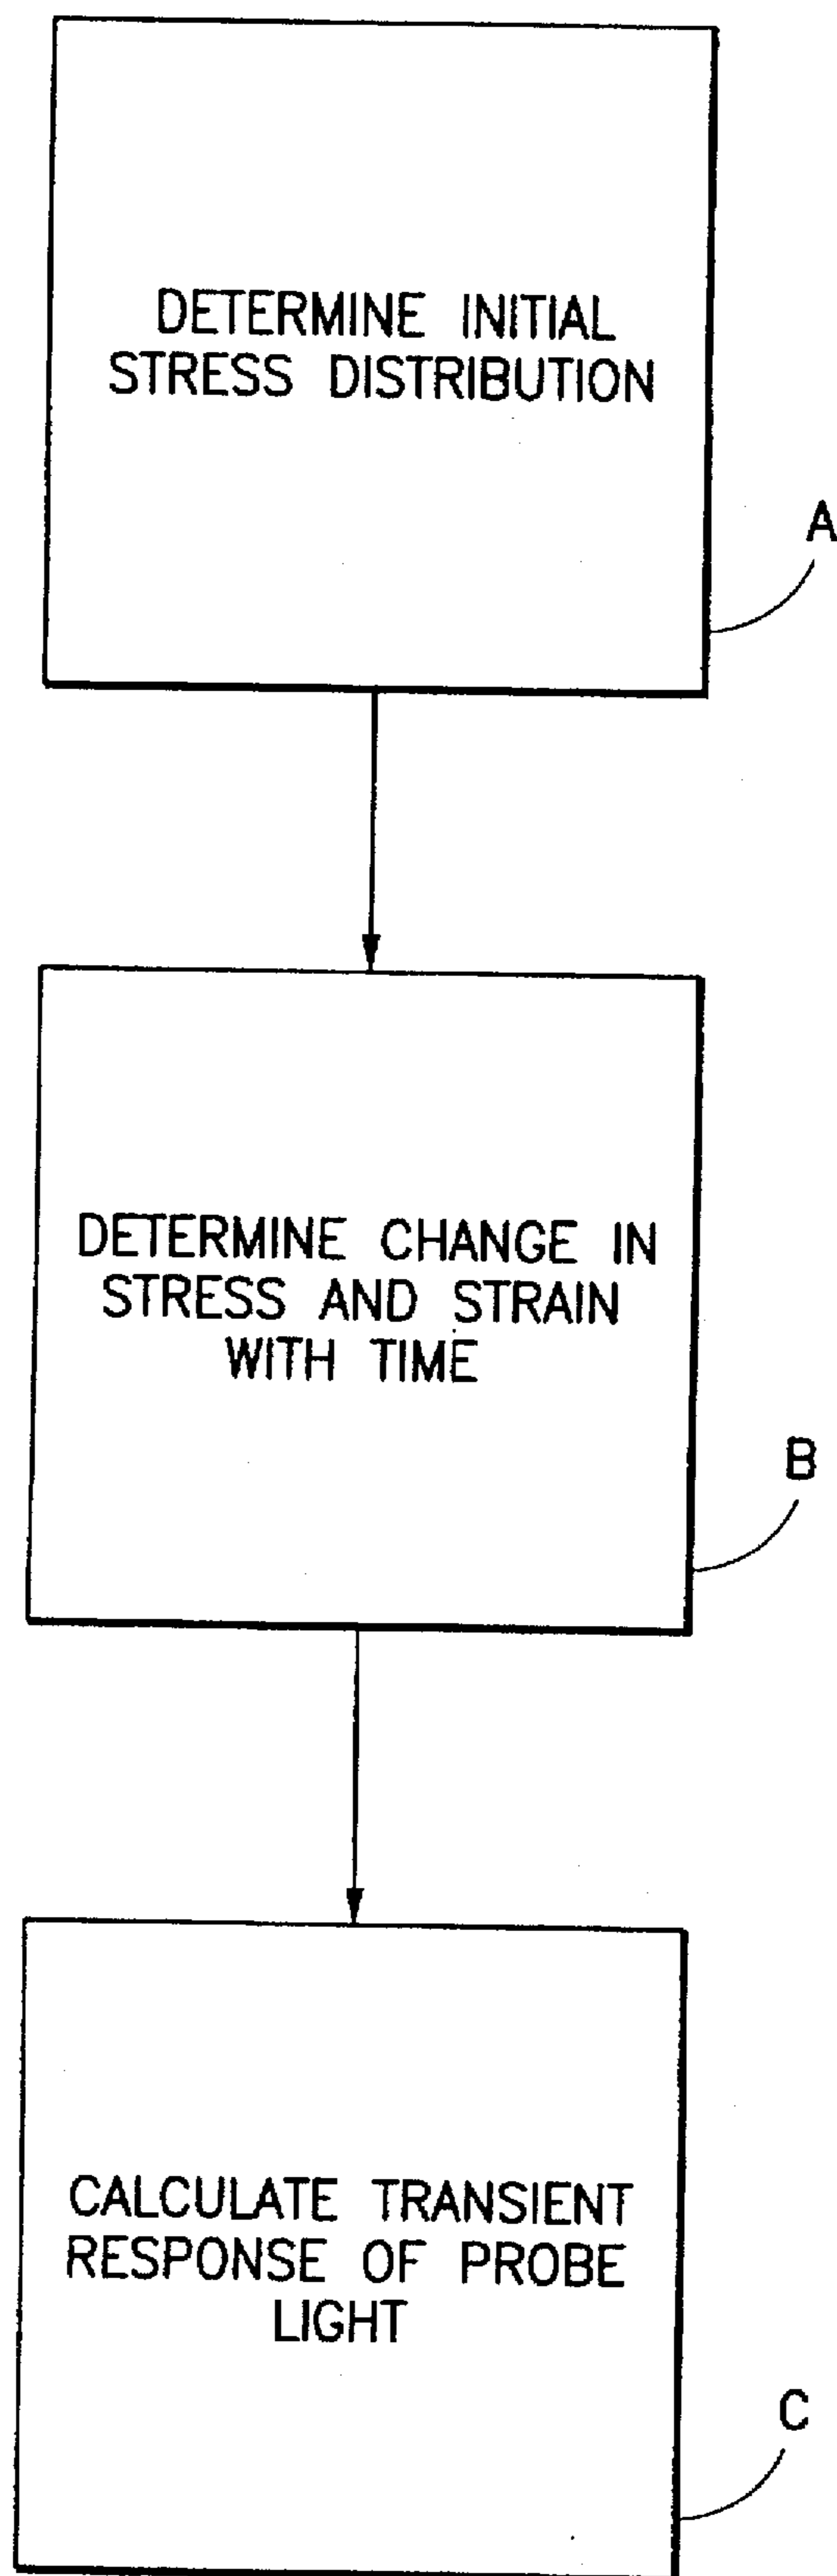 DETERMINE INITIAL
STRESS DISTRIBUTION
A
DETERMINE CHANGE IN
STRESS AND STRAIN
WITH TIME
B
CALCULATE TRANSIENT
RESPONSE OF PROBE
LIGHT
C